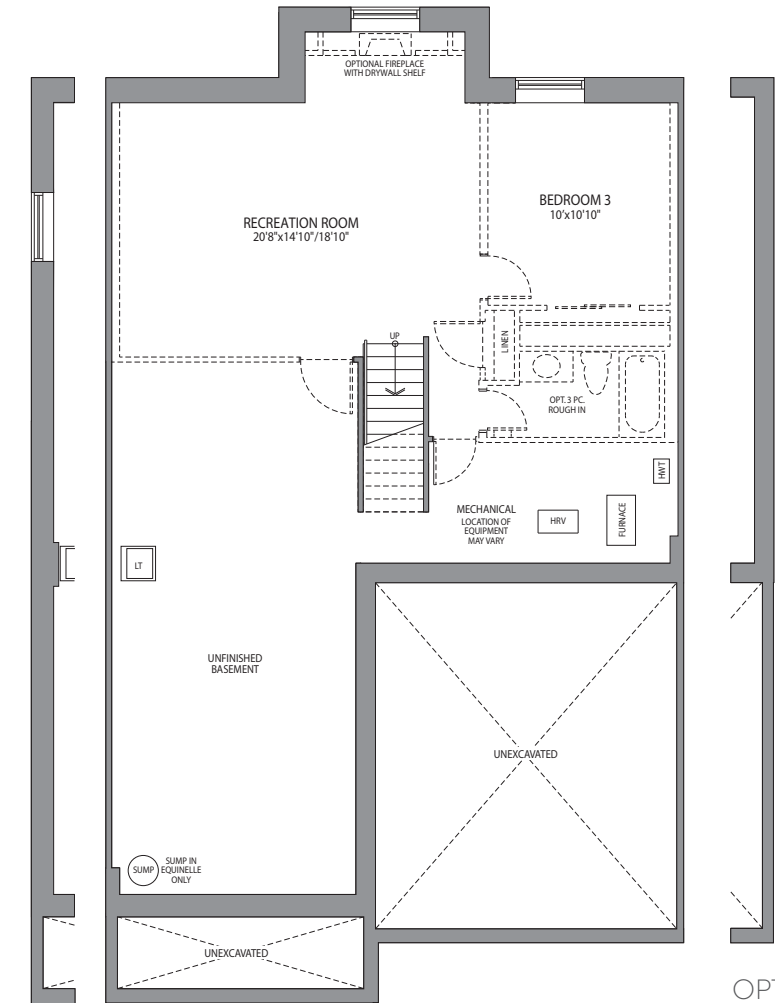 OPTIONAL FIREPLACE
WITH DRYWALL SHELF
BEDROOM 3
10'x10'10"
RECREATION ROOM
20'8"x14'10"/18'10"
UP
LINEN
OPT. 3 PC.
ROUGH IN
HWT
MECHANICAL
LOCATION OF
EQUIPMENT
MAY VARY
HRV
FURNACE
LT
UNFINISHED
BASEMENT
UNEXCAVATED
SUMP
SUMP IN
EQUINELLE
ONLY
UNEXCAVATED
OPT